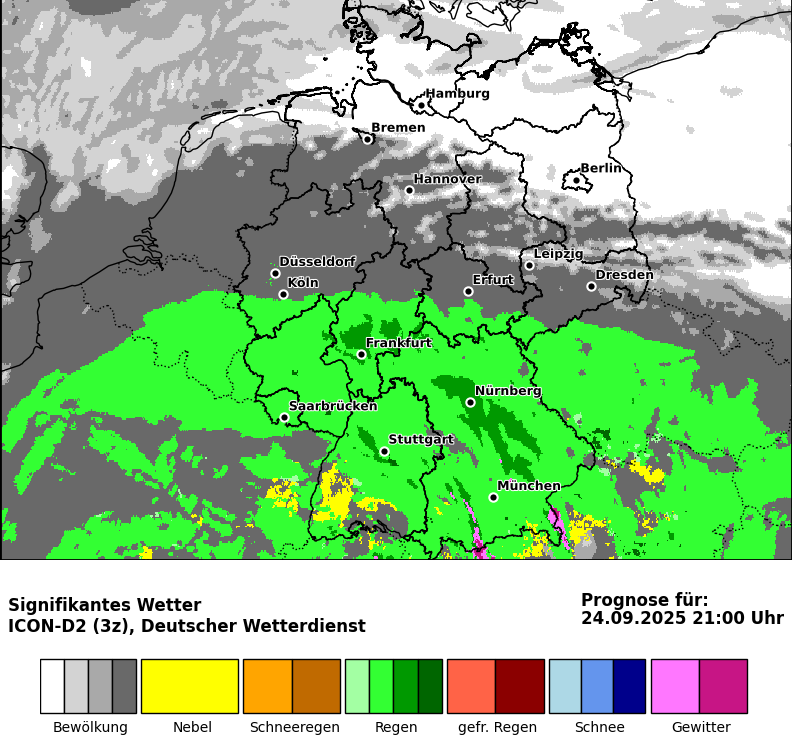 Hamburg
Bremen
Berlin
Hannover
Leipzig
Düsseldorf
Dresden
Köln
Erfurt
Frankfurt
Nürnberg
Saarbrücken
Stuttgart
München
Signifikantes Wetter
ICON-D2 (3z), Deutscher Wetterdienst
Prognose für:
24.09.2025 21:00 Uhr
Bewölkung
Nebel
Schneeregen
Regen
gefr. Regen
Schnee
Gewitter